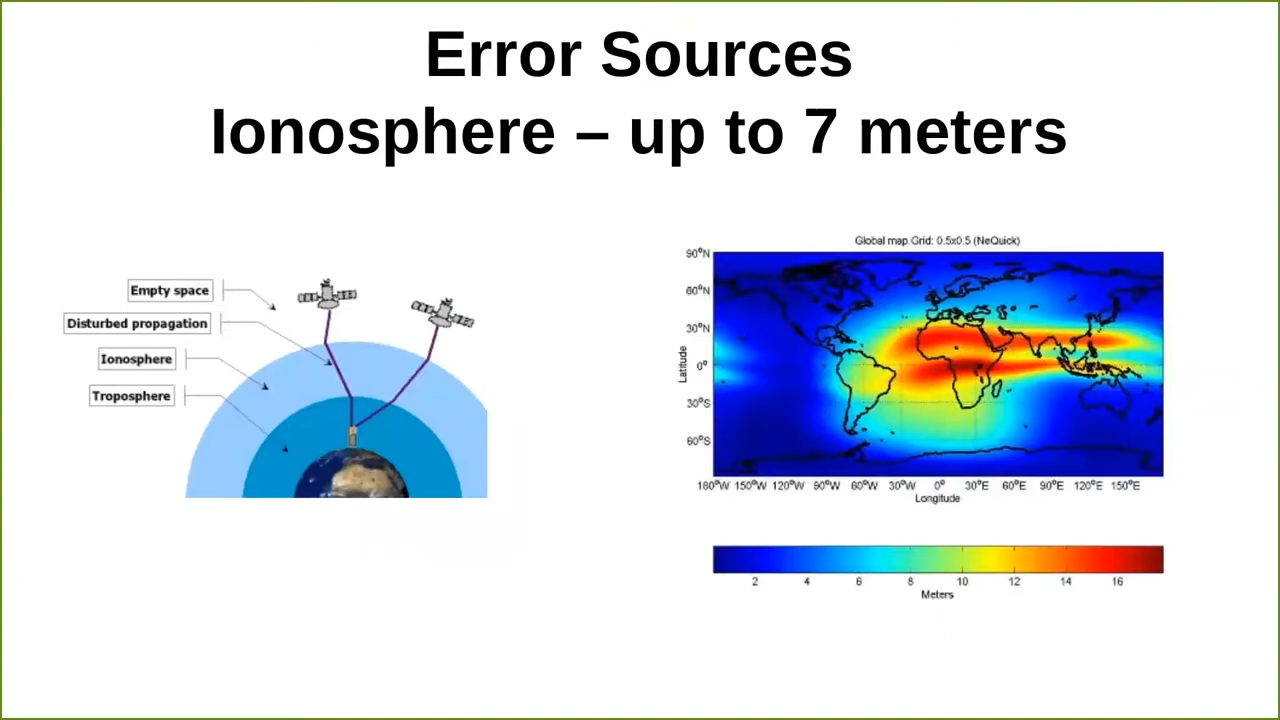 Error Sources
Ionosphere – up to 7 meters
Empty space
Disturbed propagation
Ionosphere
Troposphere
Global map.Grid: 0.5x0.5 (NeQuick)
90°N
60°N
30°N
0°
30°S
60°S
Latitude
180°W 150°W 120°W 90°W 60°W 30°W 0° 30°E 60°E 90°E 120°E 150°E
Longitude
2 4 6 8 10 12 14 16
Meters